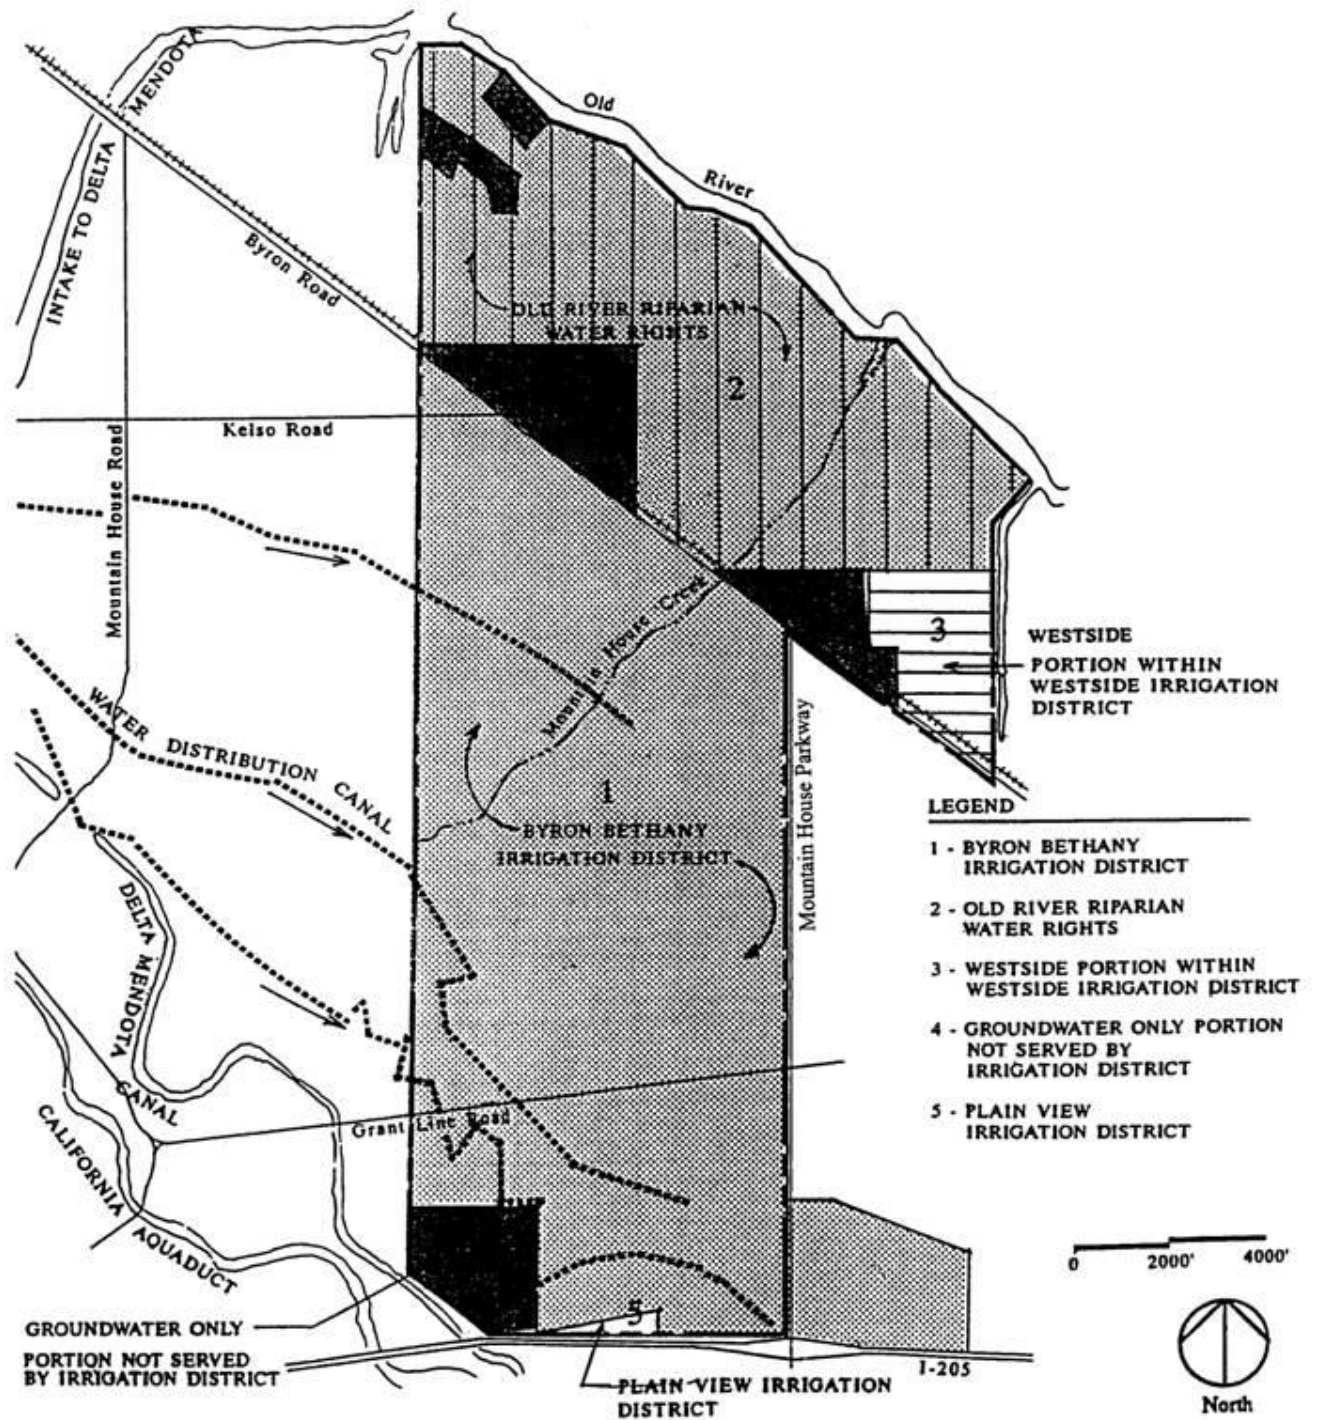 MENDOTA
INTAKE TO DELTA
Old
River
Byron Road
OLD RIVER RIPARIAN
WATER RIGHTS
2
Kelso Road
Mountain House Road
Mountain House Creek
3
WESTSIDE
PORTION WITHIN
WESTSIDE IRRIGATION
DISTRICT
WATER DISTRIBUTION CANAL
Mountain House Parkway
1
BYRON BETHANY
IRRIGATION DISTRICT
LEGEND
1 - BYRON BETHANY
IRRIGATION DISTRICT
2 - OLD RIVER RIPARIAN
WATER RIGHTS
3 - WESTSIDE PORTION WITHIN
WESTSIDE IRRIGATION DISTRICT
4 - GROUNDWATER ONLY PORTION
NOT SERVED BY
IRRIGATION DISTRICT
5 - PLAIN VIEW
IRRIGATION DISTRICT
DELTA MENDOTA
CANAL
Grant Line Road
CALIFORNIA
AQUADUCT
0 2000' 4000'
5
GROUNDWATER ONLY
PORTION NOT SERVED
BY IRRIGATION DISTRICT
I-205
PLAIN VIEW IRRIGATION
DISTRICT
North